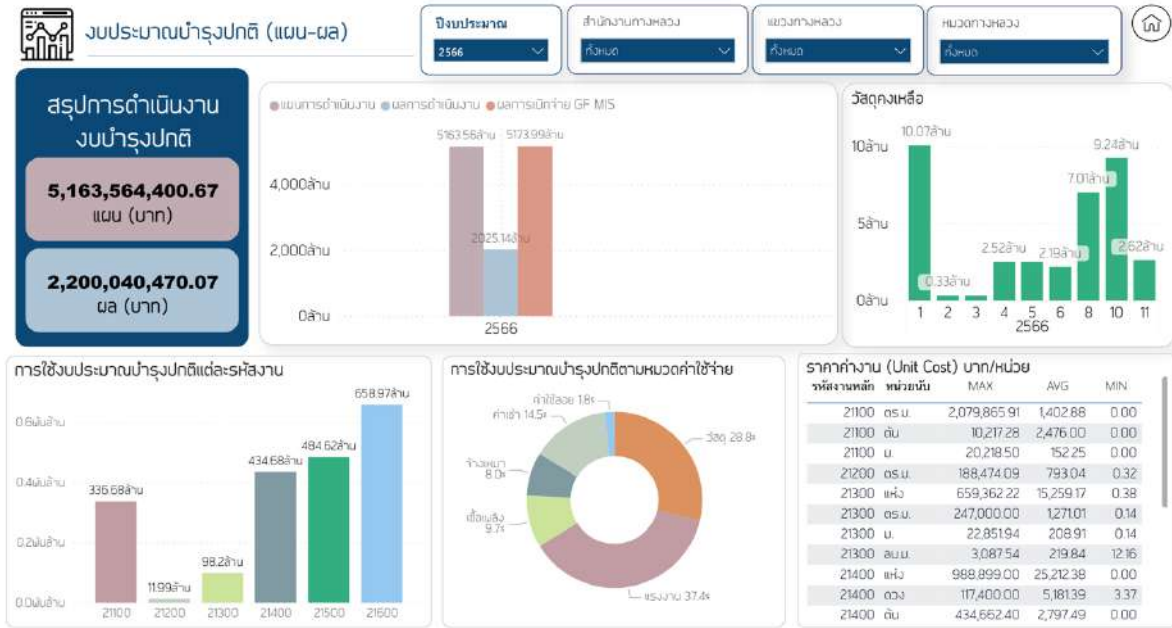 งบประมาณบำรุงปกติ (แผน-ผล)
ปีงบประมาณ
2566
สำนักงานทางหลวง
ทั้งหมด
แขวงทางหลวง
ทั้งหมด
หมวดทางหลวง
ทั้งหมด
สรุปการดำเนินงาน
งบบำรุงปกติ
5,163,564,400.67
แผน (บาท)
2,200,040,470.07
ผล (บาท)
แผนการดำเนินงาน ผลการดำเนินงาน ผลการเบิกจ่าย GF MIS
5163.56ล้าน 5173.99ล้าน
4,000ล้าน
2025.14ล้าน
2,000ล้าน
0ล้าน
2566
วัสดุคงเหลือ
10.07ล้าน
9.24ล้าน
10ล้าน
7.01ล้าน
5ล้าน
2.52ล้าน 2.19ล้าน 2.62ล้าน
0.33ล้าน
0ล้าน
1 2 3 4 5 6 8 10 11
2566
การใช้งบประมาณบำรุงปกติแต่ละรหัสงาน
658.97ล้าน
0.6พันล้าน
484.62ล้าน
434.68ล้าน
0.4พันล้าน
336.68ล้าน
0.2พันล้าน
98.2ล้าน
11.99ล้าน
0.0พันล้าน
21100 21200 21300 21400 21500 21600
การใช้งบประมาณบำรุงปกติตามหมวดค่าใช้จ่าย
ค่าใช้สอย 1.8%
ค่าเช่า 14.5%
วัสดุ 28.8%
จ้างเหมา
8.0%
เชื้อเพลิง
9.7%
แรงงาน 37.4%
ราคาค่างาน (Unit Cost) บาท/หน่วย
รหัสงานหลัก หน่วยนับ MAX AVG MIN
21100 ตร.ม. 2,079,865.91 1,402.88 0.00
21100 ตัน 10,217.28 2,476.00 0.00
21100 ม. 20,218.50 152.25 0.00
21200 ตร.ม. 188,474.09 793.04 0.32
21300 แห่ง 659,362.22 15,259.17 0.38
21300 ตร.ม. 247,000.00 1,271.01 0.14
21300 ม. 22,851.94 208.91 0.14
21300 ลบ.ม. 3,087.54 219.84 12.16
21400 แห่ง 988,899.00 25,212.38 0.00
21400 ดวง 117,400.00 5,181.39 3.37
21400 ตัน 434,662.40 2,797.49 0.00